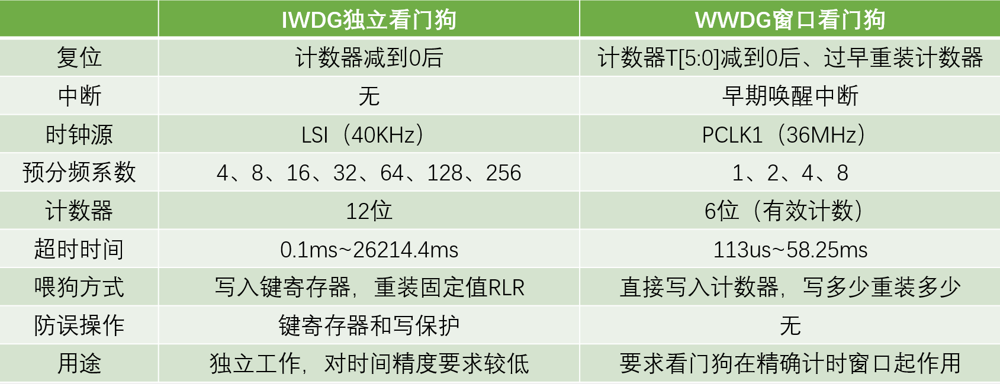 IWDG独立看门狗 WWDG窗口看门狗
复位 计数器减到0后 计数器T[5:0]减到0后、过早重装计数器
中断 无 早期唤醒中断
时钟源 LSI（40KHz） PCLK1（36MHz）
预分频系数 4、8、16、32、64、128、256 1、2、4、8
计数器 12位 6位（有效计数）
超时时间 0.1ms~26214.4ms 113us~58.25ms
喂狗方式 写入键寄存器，重装固定值RLR 直接写入计数器，写多少重装多少
防误操作 键寄存器和写保护 无
用途 独立工作，对时间精度要求较低 要求看门狗在精确计时窗口起作用